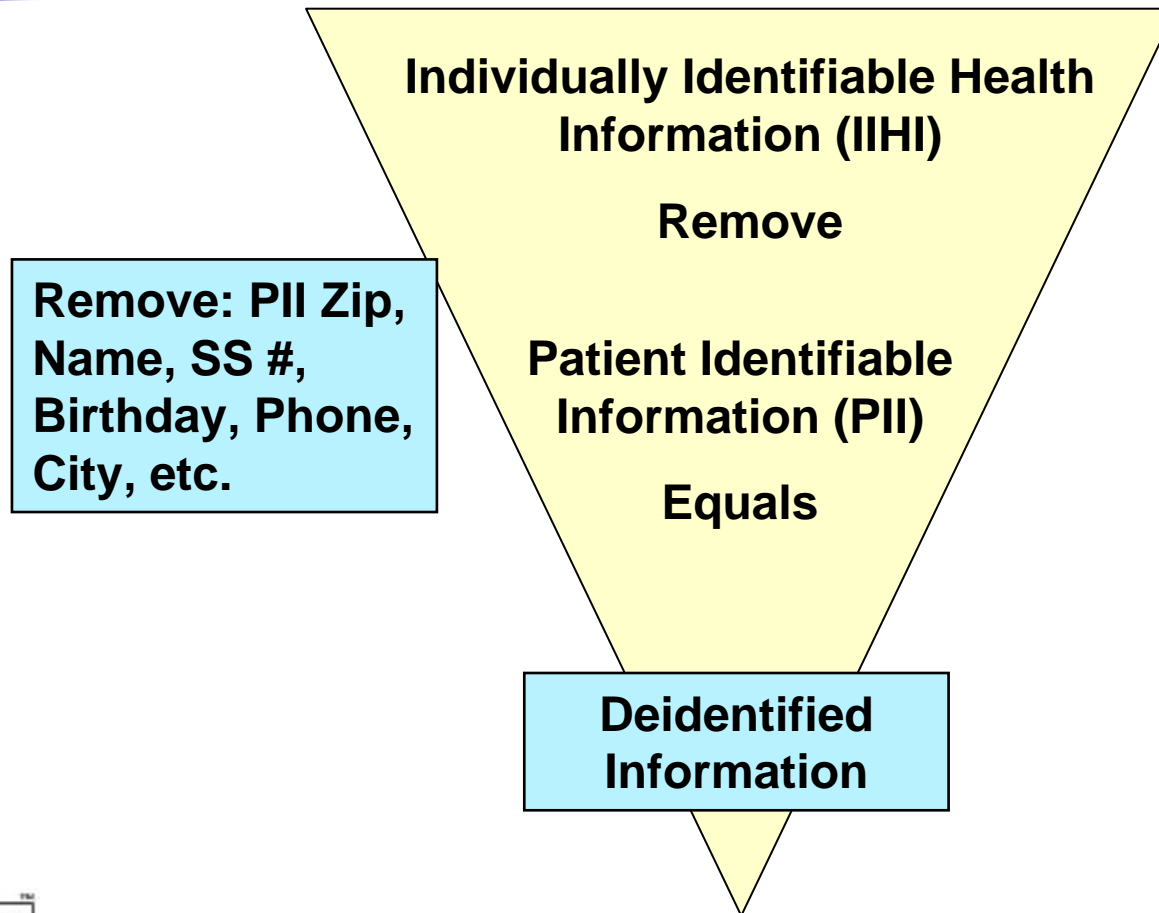 Individually Identifiable Health
Information (IIHI)
Remove
Remove: PII Zip,
Name, SS #,
Birthday, Phone,
City, etc.
Patient Identifiable
Information (PII)
Equals
Deidentified
Information
TM